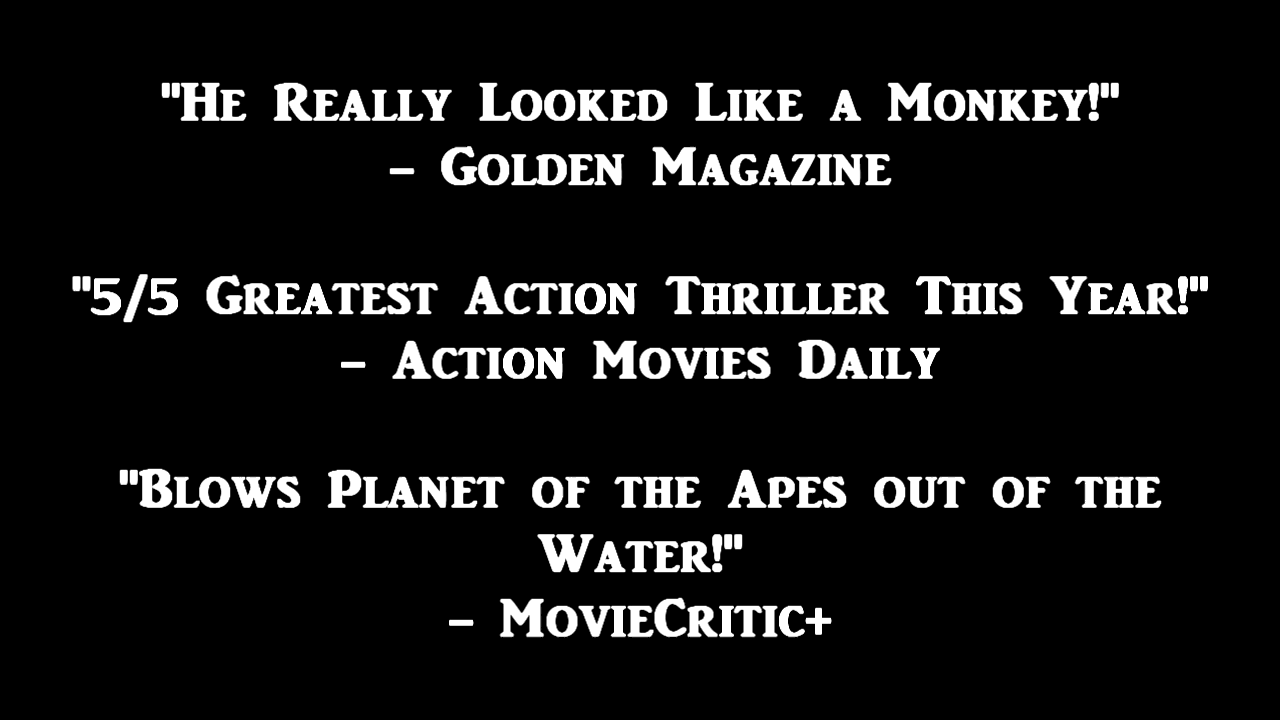 "He Really Looked Like a Monkey!"
– Golden Magazine
"5/5 Greatest Action Thriller This Year!"
– Action Movies Daily
"Blows Planet of the Apes out of the
Water!"
– MovieCritic+